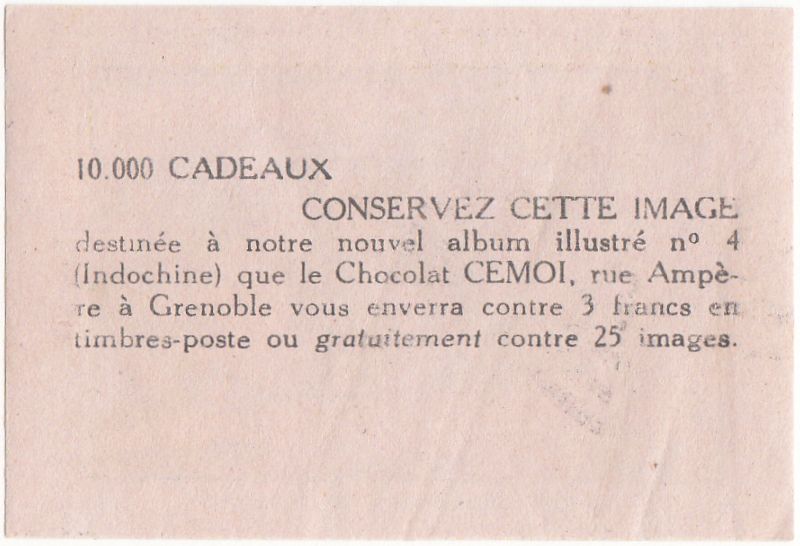 10.000 CADEAUX
CONSERVEZ CETTE IMAGE
destinée à notre nouvel album illustré nº 4
(Indochine) que le Chocolat CEMOI, rue Ampè-
re à Grenoble vous enverra contre 3 francs en
timbres-poste ou gratuitement contre 25 images.